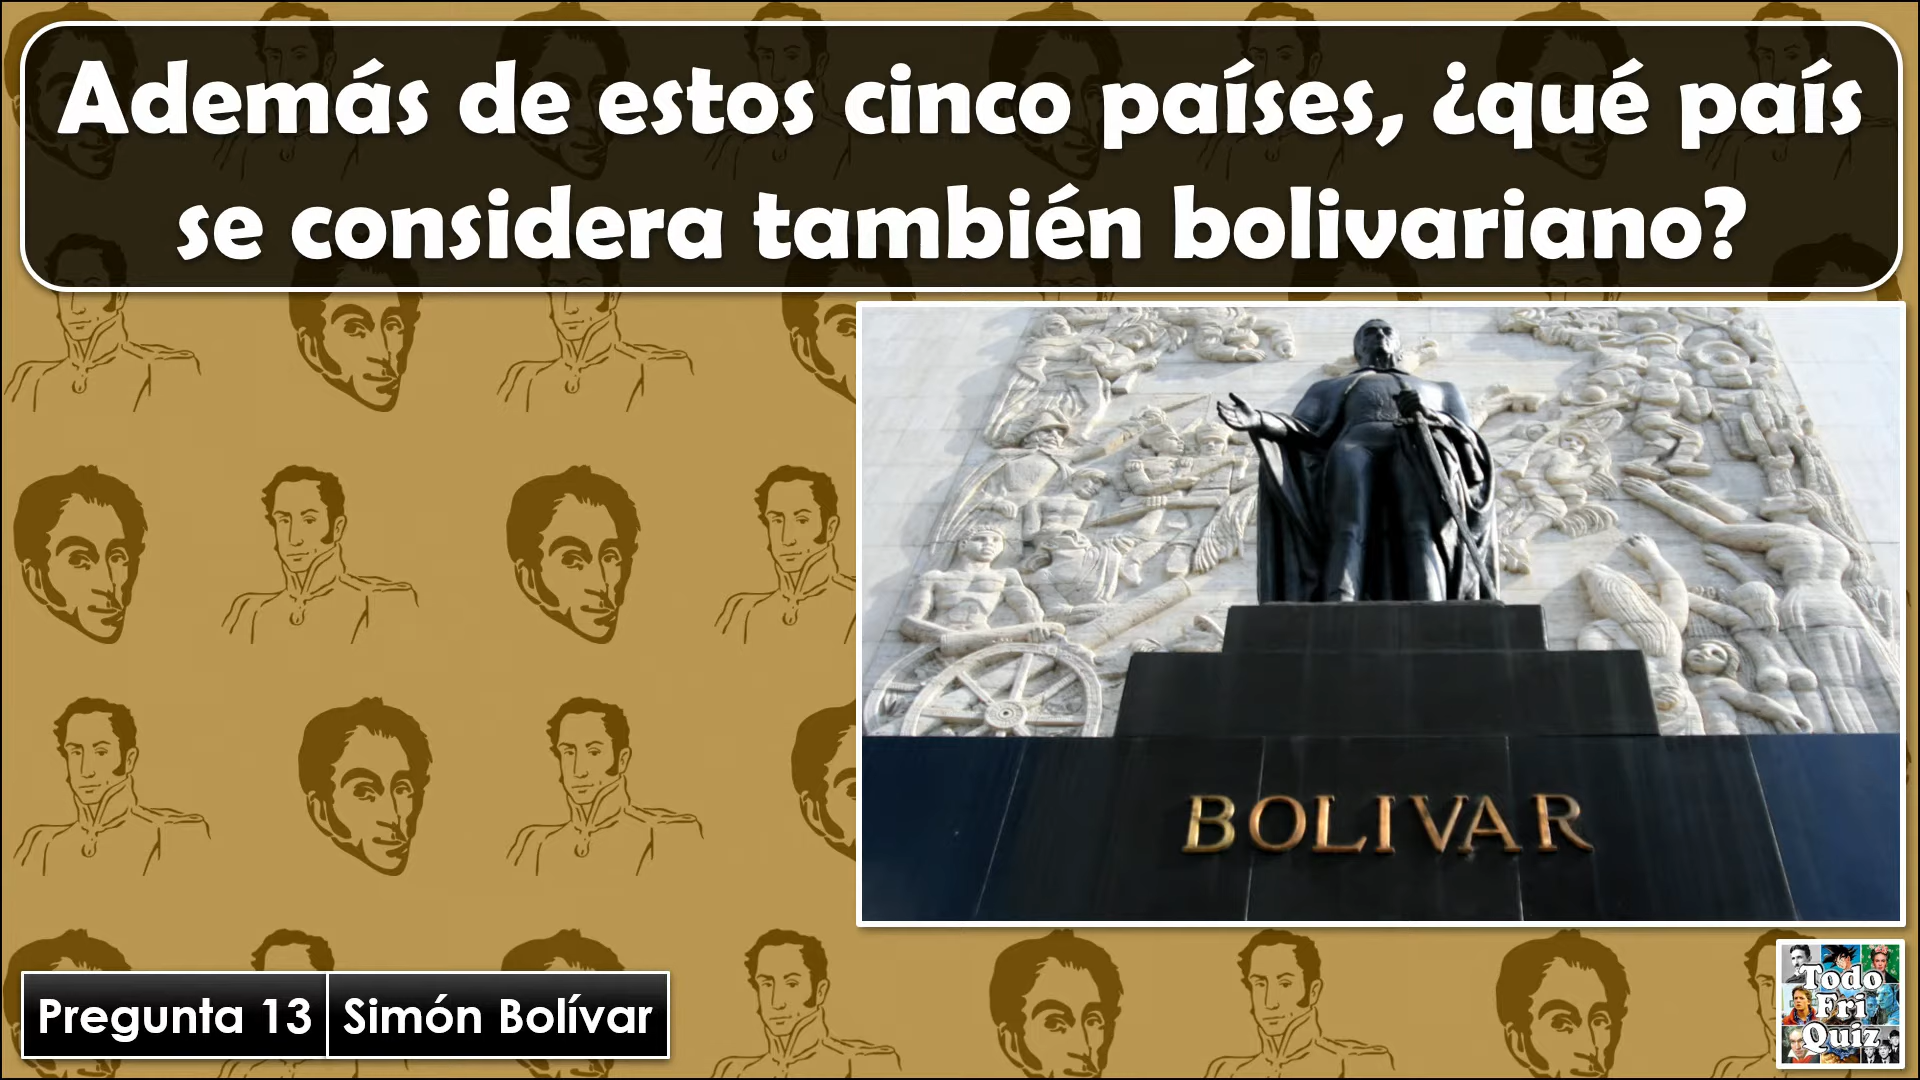 Además de estos cinco países, ¿qué país
se considera también bolivariano?
BOLIVAR
Pregunta 13
Simón Bolívar
Todo
Fri
Quiz